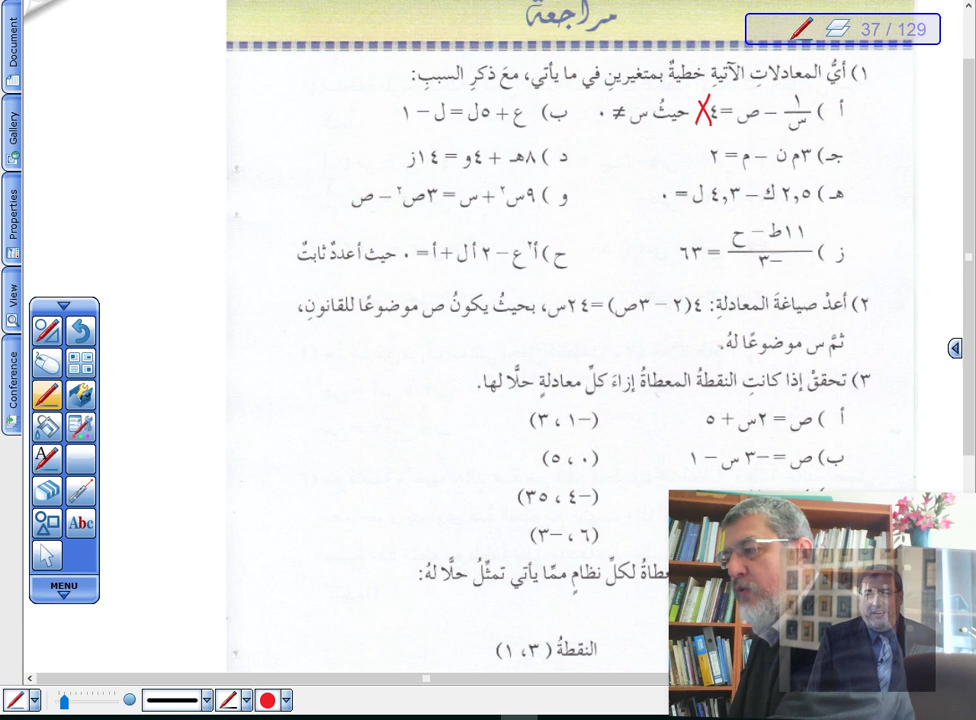 مراجعة
37 / 129
١) أيُّ المعادلاتِ الآتيةِ خطيةٌ بمتغيرينِ في ما يأتي، معَ ذكرِ السببِ:
أ ) ١/س – ص = ٤ حيثُ س ≠ ٠
ب) ع + ٥ل = ل – ١
جـ) ٣م ن – م = ٢
د ) ٨هـ + ٤و = ١٤ز
هـ) ٢,٥ ك – ٤,٣ ل = ٠
و ) ٩س٢ + س = ٣ص٢ – ص
ز ) ١١ط – ح / –٣ = ٦٣
ح) أ٢ع – ٢أل + أ = ٠ حيث أعددٌ ثابتٌ
٢) أعدْ صياغةَ المعادلةِ: ٤(٢ – ٣ص) = ٢٤س، بحيثُ يكونُ ص موضوعًا للقانونِ،
ثمَّ س موضوعًا لهُ.
٣) تحققْ إذا كانتِ النقطةُ المعطاةُ إزاءَ كلِّ معادلةٍ حلًّا لها.
أ ) ص = ٢س + ٥ (–١ ، ٣)
ب) ص = –٣ س – ١ (٠ ، ٥)
(–٤ ، ٣٥)
(٦ ، –٣)
عطاةُ لكلِّ نظامٍ ممّا يأتي تمثِّلُ حلًّا لهُ:
النقطةُ (٣ ، ١)
Document
Gallery
Properties
View
Conference
A
Abc
MENU